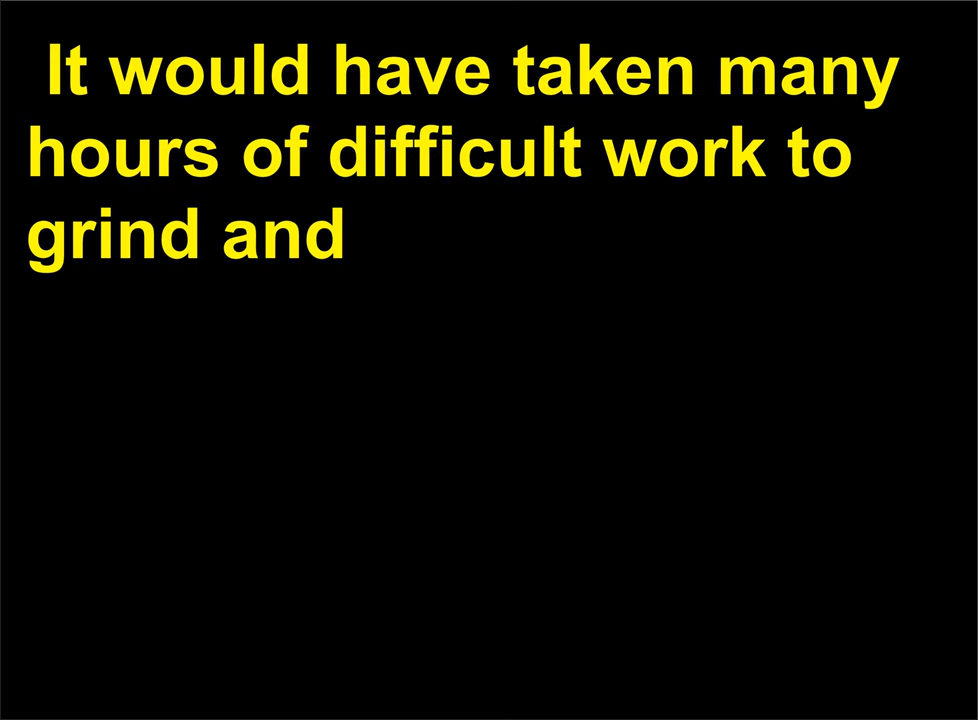 It would have taken many
hours of difficult work to
grind and